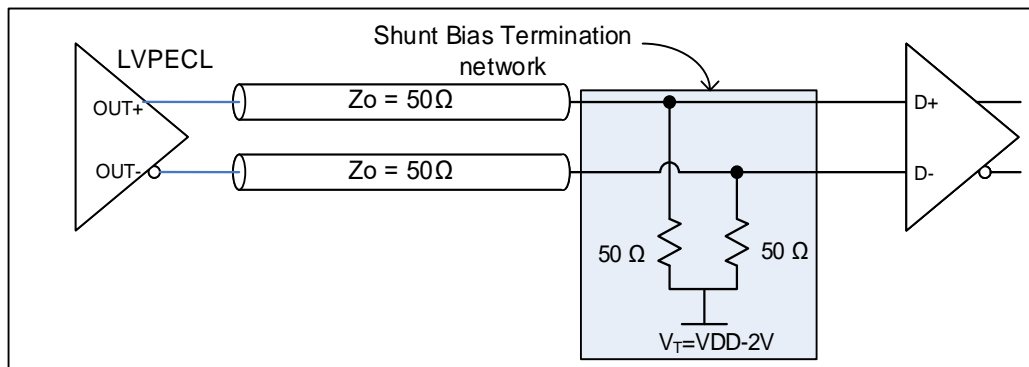 Shunt Bias Termination
network
LVPECL
OUT+
Zo = 50Ω
D+
OUT-
Zo = 50Ω
D-
50 Ω
50 Ω
VT=VDD-2V